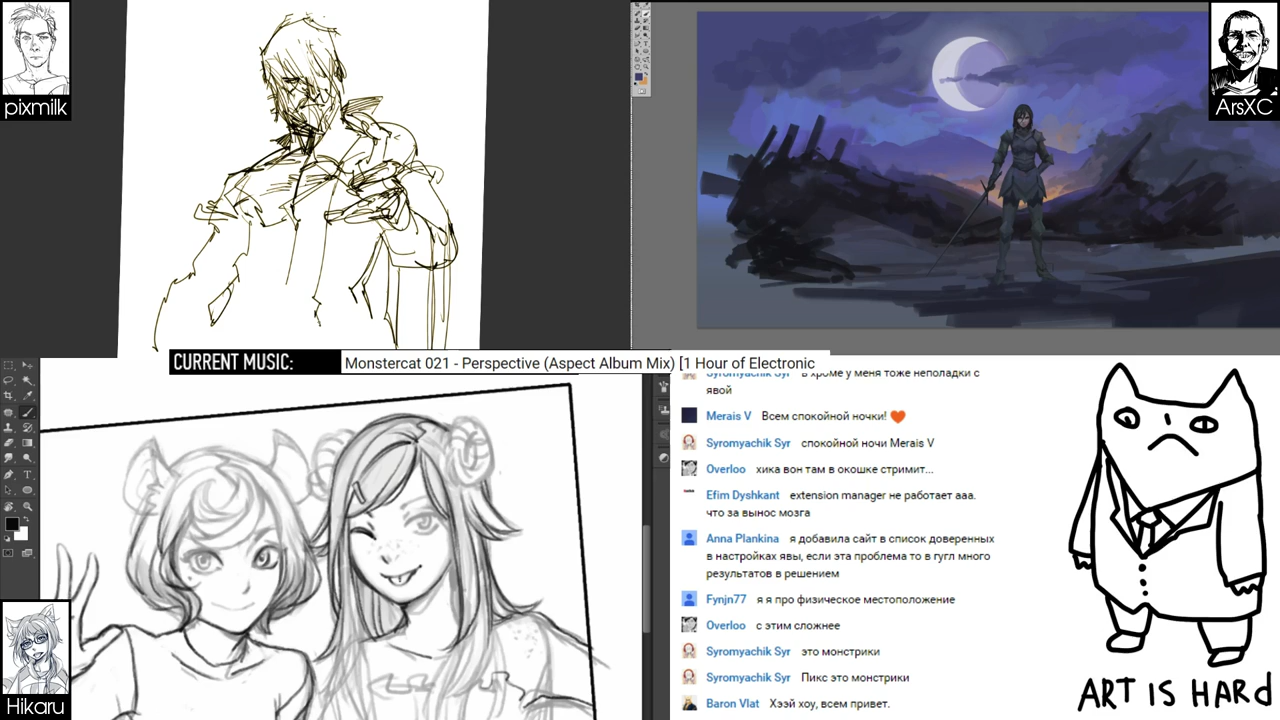 pixmilk
ArsXC
CURRENT MUSIC:
Monstercat 021 - Perspective (Aspect Album Mix) [1 Hour of Electronic
Syromyachik Syr в хроме у меня тоже неполадки с
явой
Merais V Всем спокойной ночки!
Syromyachik Syr спокойной ночи Merais V
Overloo хика вон там в окошке стримит...
Efim Dyshkant extension manager не работает ааа.
что за вынос мозга
Anna Plankina я добавила сайт в список доверенных
в настройках явы, если эта проблема то в гугл много
результатов в решением
Fynjn77 я я про физическое местоположение
Overloo с этим сложнее
Syromyachik Syr это монстрики
Syromyachik Syr Пикс это монстрики
Baron Vlat Хэээй хоу, всем привет.
Hikaru
ART IS HARd